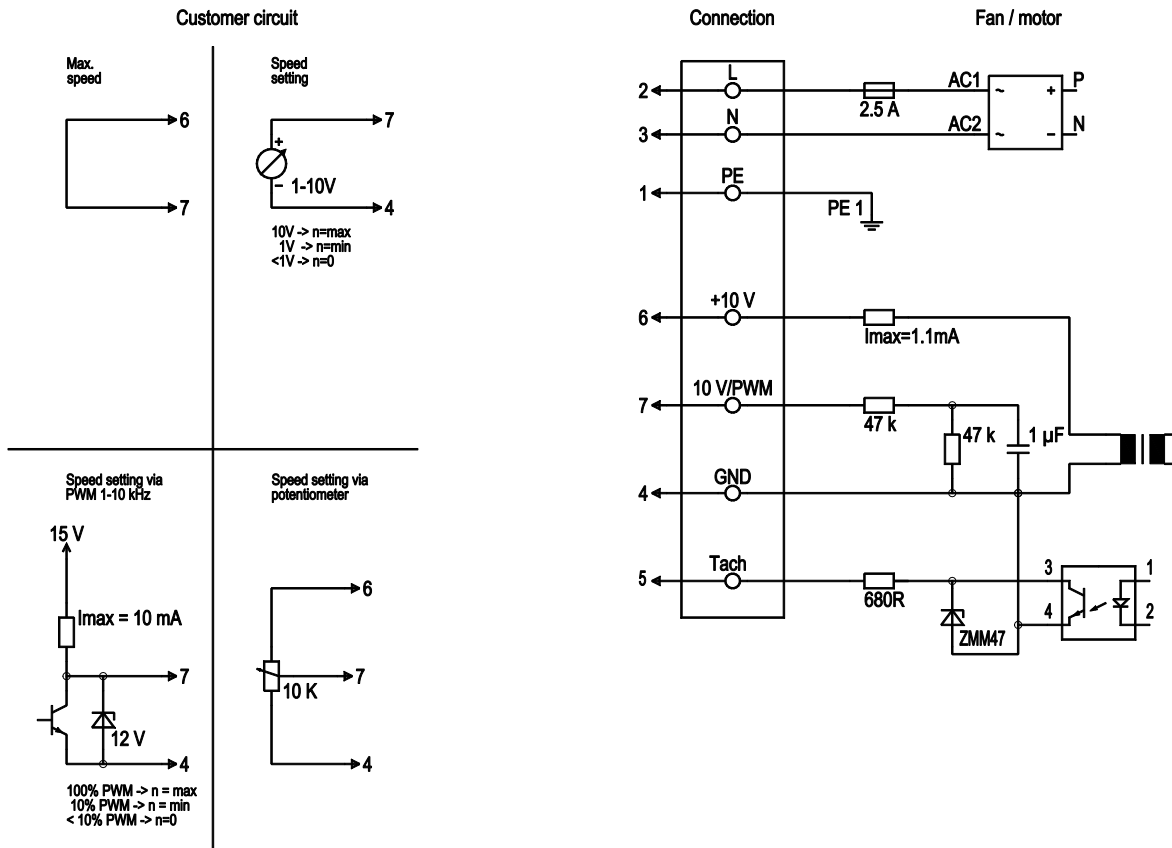 Customer circuit
Max.
speed
6
7
Speed
setting
7
+
− 1-10V
4
10V -> n=max
1V -> n=min
<1V -> n=0
Speed setting via
PWM 1-10 kHz
15 V
Imax = 10 mA
7
12 V
4
100% PWM -> n = max
10% PWM -> n = min
< 10% PWM -> n=0
Speed setting via
potentiometer
6
7
10 K
4
Connection
Fan / motor
2 L AC1 ~ + P
2.5 A
3 N AC2 ~ − N
1 PE
PE 1
6 +10 V
Imax=1.1mA
7 10 V/PWM
47 k
47 k
1 µF
4 GND
5 Tach
680R
3
1
4
2
ZMM47